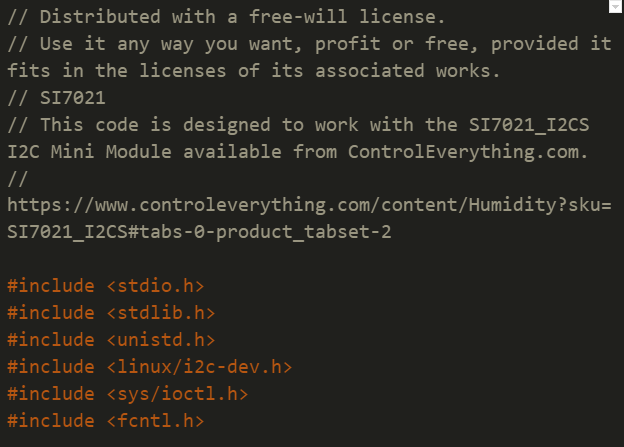 // Distributed with a free-will license.
// Use it any way you want, profit or free, provided it
fits in the licenses of its associated works.
// SI7021
// This code is designed to work with the SI7021_I2CS
I2C Mini Module available from ControlEverything.com.
//
https://www.controleverything.com/content/Humidity?sku=
SI7021_I2CS#tabs-0-product_tabset-2
#include <stdio.h>
#include <stdlib.h>
#include <unistd.h>
#include <linux/i2c-dev.h>
#include <sys/ioctl.h>
#include <fcntl.h>